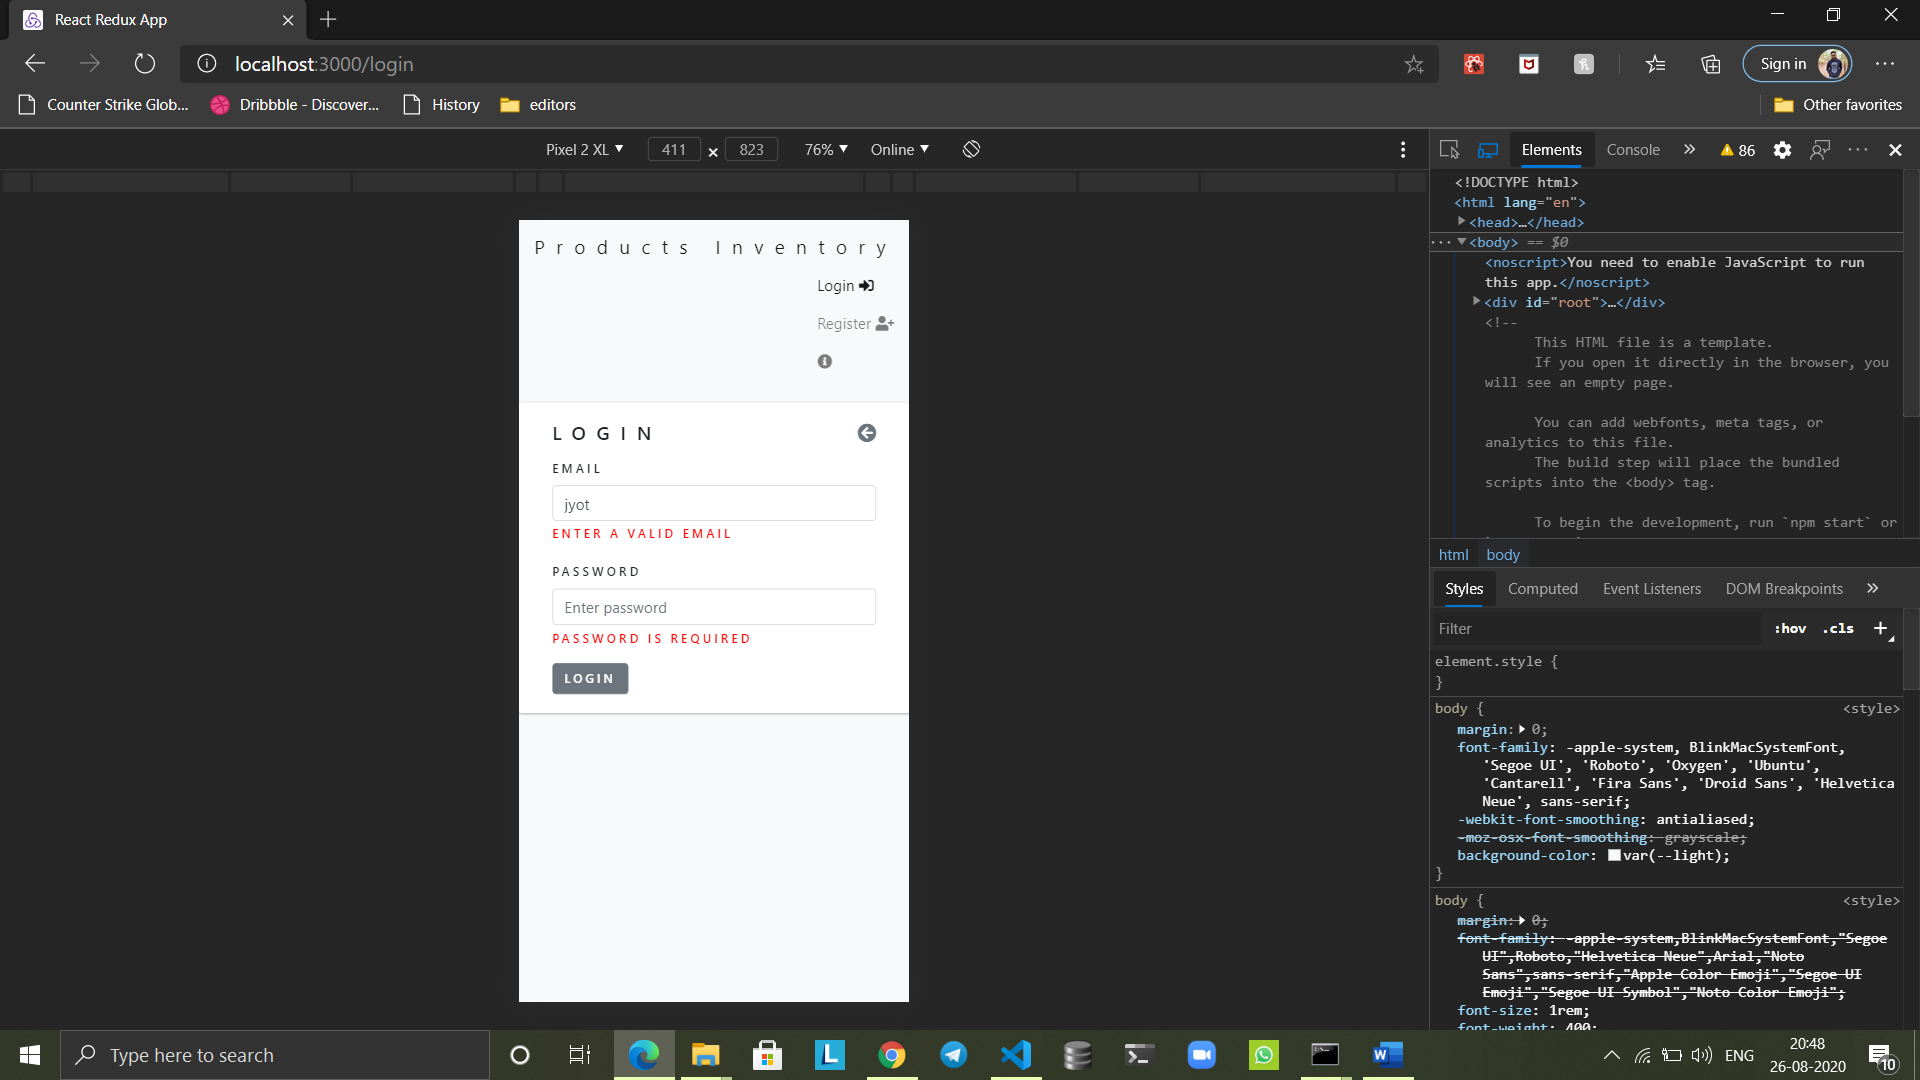 React Redux App
localhost:3000/login
Sign in
Counter Strike Glob...
Dribbble - Discover...
History
editors
Other favorites
Pixel 2 XL
411 × 823
76%
Online
Elements
Console
86
Products Inventory
Login
Register
LOGIN
EMAIL
jyot
ENTER A VALID EMAIL
PASSWORD
Enter password
PASSWORD IS REQUIRED
LOGIN
<!DOCTYPE html>
<html lang="en">
<head>…</head>
<body> == $0
<noscript>You need to enable JavaScript to run
this app.</noscript>
<div id="root">…</div>
<!--
This HTML file is a template.
If you open it directly in the browser, you
will see an empty page.
You can add webfonts, meta tags, or
analytics to this file.
The build step will place the bundled
scripts into the <body> tag.
To begin the development, run `npm start` or
html
body
Styles
Computed
Event Listeners
DOM Breakpoints
Filter
:hov
.cls
element.style {
}
body {
<style>
margin: 0;
font-family: -apple-system, BlinkMacSystemFont,
'Segoe UI', 'Roboto', 'Oxygen', 'Ubuntu',
'Cantarell', 'Fira Sans', 'Droid Sans', 'Helvetica
Neue', sans-serif;
-webkit-font-smoothing: antialiased;
-moz-osx-font-smoothing: grayscale;
background-color: var(--light);
}
body {
<style>
margin: 0;
font-family: -apple-system,BlinkMacSystemFont,"Segoe
UI",Roboto,"Helvetica Neue",Arial,"Noto
Sans",sans-serif,"Apple Color Emoji","Segoe UI
Emoji","Segoe UI Symbol","Noto Color Emoji";
font-size: 1rem;
font-weight: 400;
Type here to search
ENG
20:48
26-08-2020
10